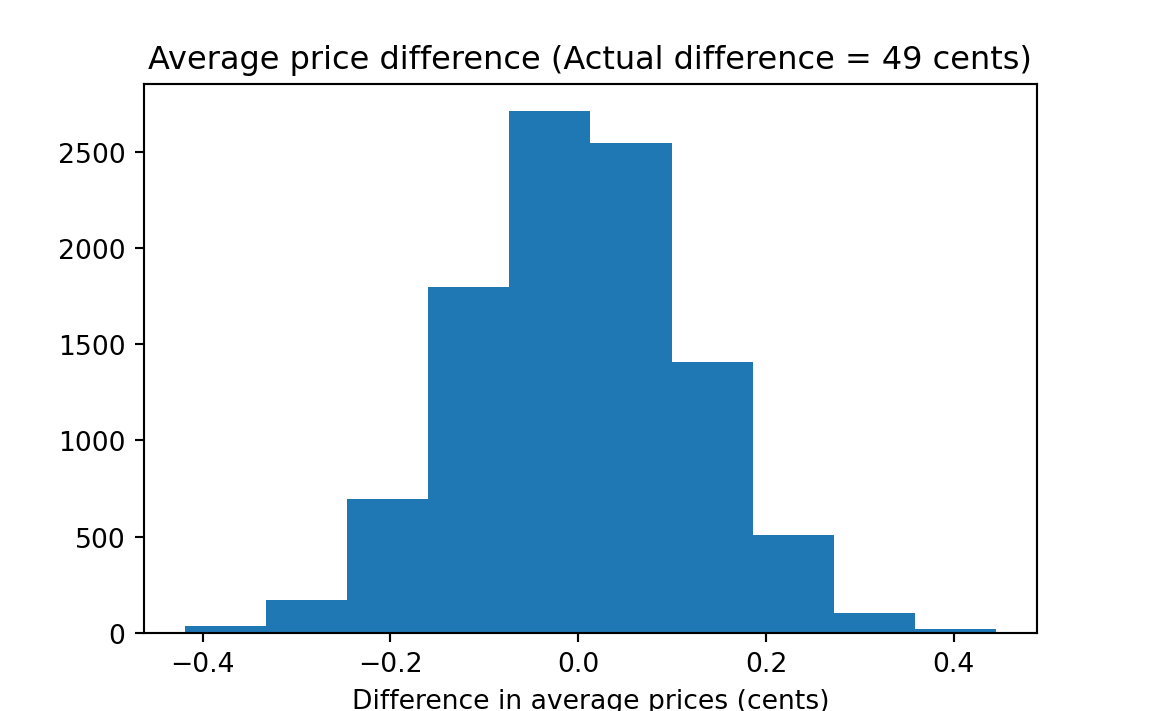 Average price difference (Actual difference = 49 cents)
2500
2000
1500
1000
500
0
−0.4 −0.2 0.0 0.2 0.4
Difference in average prices (cents)